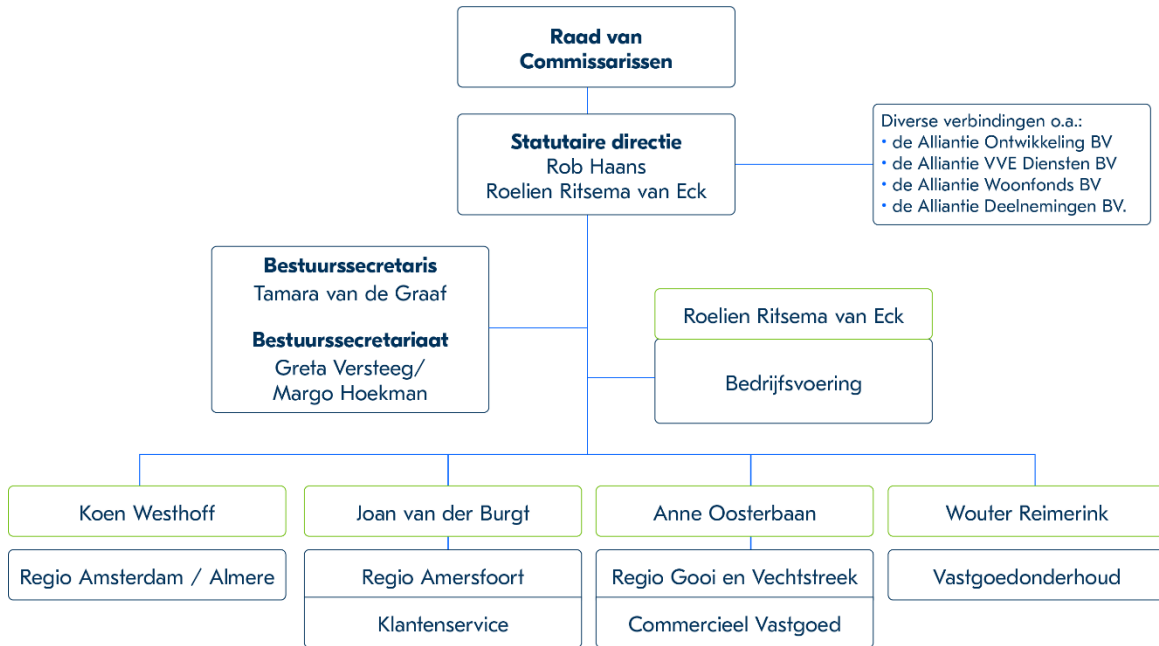 Raad van
Commissarissen
Statutaire directie
Rob Haans
Roelien Ritsema van Eck
Diverse verbindingen o.a.:
• de Alliantie Ontwikkeling BV
• de Alliantie VVE Diensten BV
• de Alliantie Woonfonds BV
• de Alliantie Deelnemingen BV.
Bestuurssecretaris
Tamara van de Graaf
Bestuurssecretariaat
Greta Versteeg/
Margo Hoekman
Roelien Ritsema van Eck
Bedrijfsvoering
Koen Westhoff
Regio Amsterdam / Almere
Joan van der Burgt
Regio Amersfoort
Klantenservice
Anne Oosterbaan
Regio Gooi en Vechtstreek
Commercieel Vastgoed
Wouter Reimerink
Vastgoedonderhoud